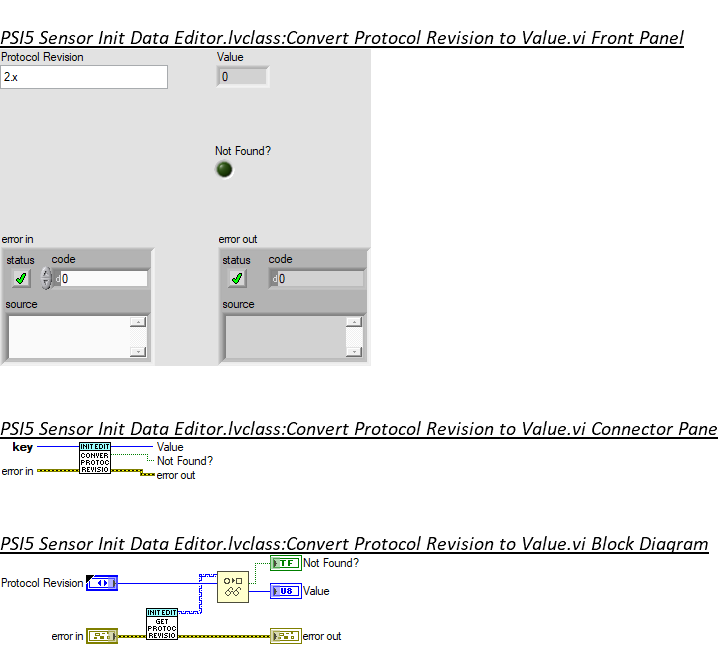 PSI5 Sensor Init Data Editor.lvclass:Convert Protocol Revision to Value.vi Front Panel
Protocol Revision Value
2.x 0
Not Found?
error in error out
status code status code
d0 d0
source source
PSI5 Sensor Init Data Editor.lvclass:Convert Protocol Revision to Value.vi Connector Pane
key INIT EDIT Value
CONVER
PROTOC Not Found?
error in REVISIO error out
PSI5 Sensor Init Data Editor.lvclass:Convert Protocol Revision to Value.vi Block Diagram
TF Not Found?
Protocol Revision U8 Value
INIT EDIT
GET
PROTOC
error in REVISIO error out